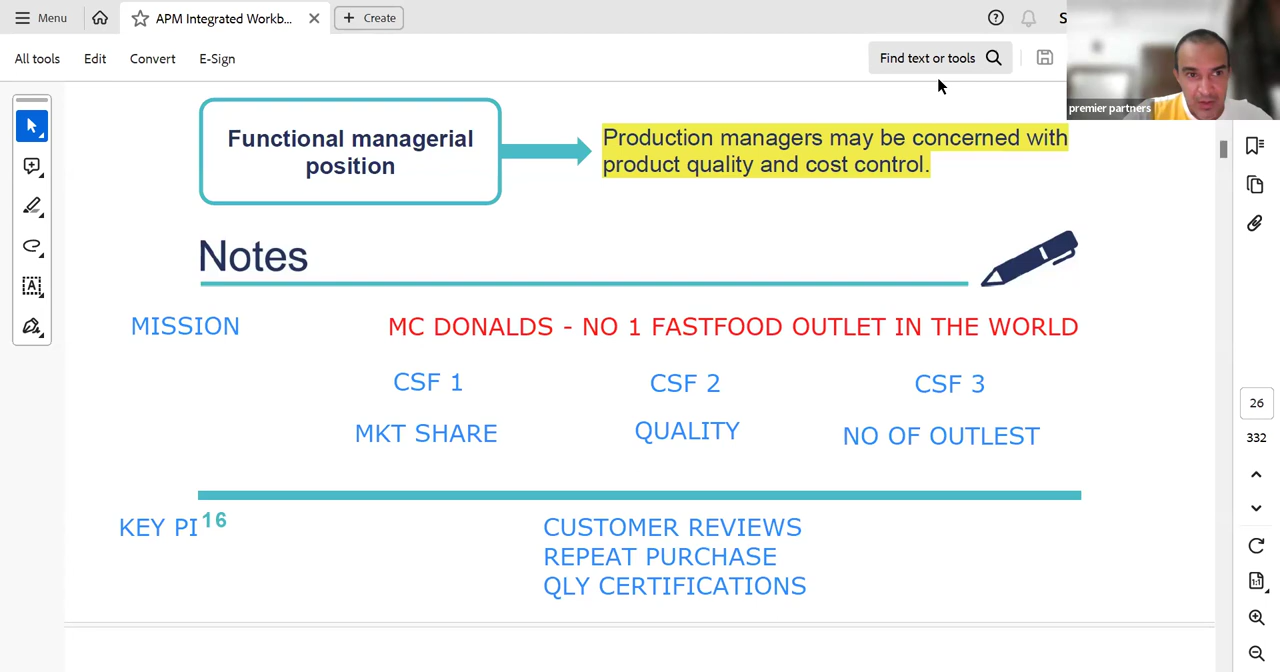 Menu
APM Integrated Workb...
Create
S
All tools
Edit
Convert
E-Sign
Find text or tools
premier partners
Functional managerial
position
Production managers may be concerned with
product quality and cost control.
Notes
MISSION
MC DONALDS - NO 1 FASTFOOD OUTLET IN THE WORLD
CSF 1
CSF 2
CSF 3
MKT SHARE
QUALITY
NO OF OUTLEST
KEY PI
16
CUSTOMER REVIEWS
REPEAT PURCHASE
QLY CERTIFICATIONS
26
332